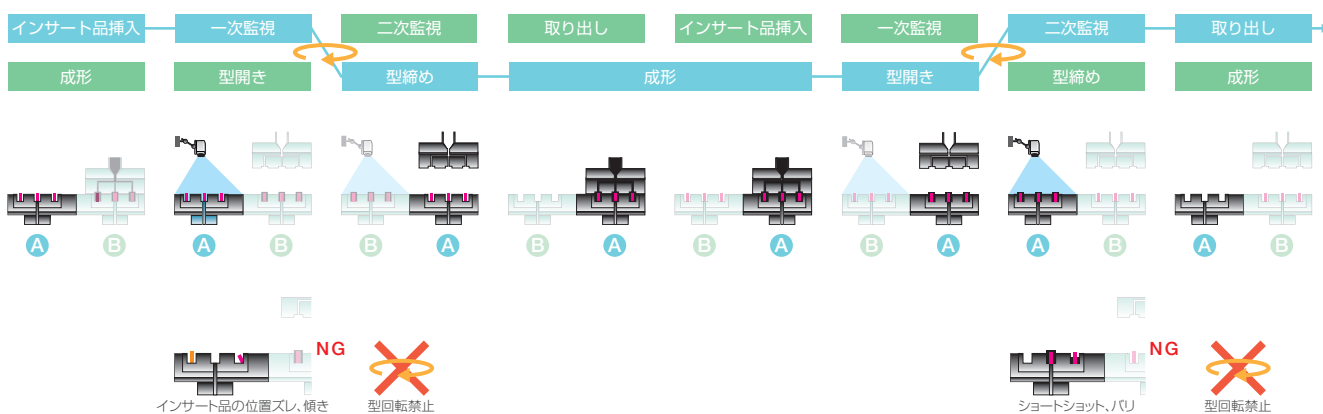 インサート品挿入 一次監視 二次監視 取り出し インサート品挿入 一次監視 二次監視 取り出し
成形 型開き 型締め 成形 型開き 型締め 成形
A B A B B A B A B A B A A B A B
NG NG
インサート品の位置ズレ、傾き 型回転禁止 ショートショット、バリ 型回転禁止